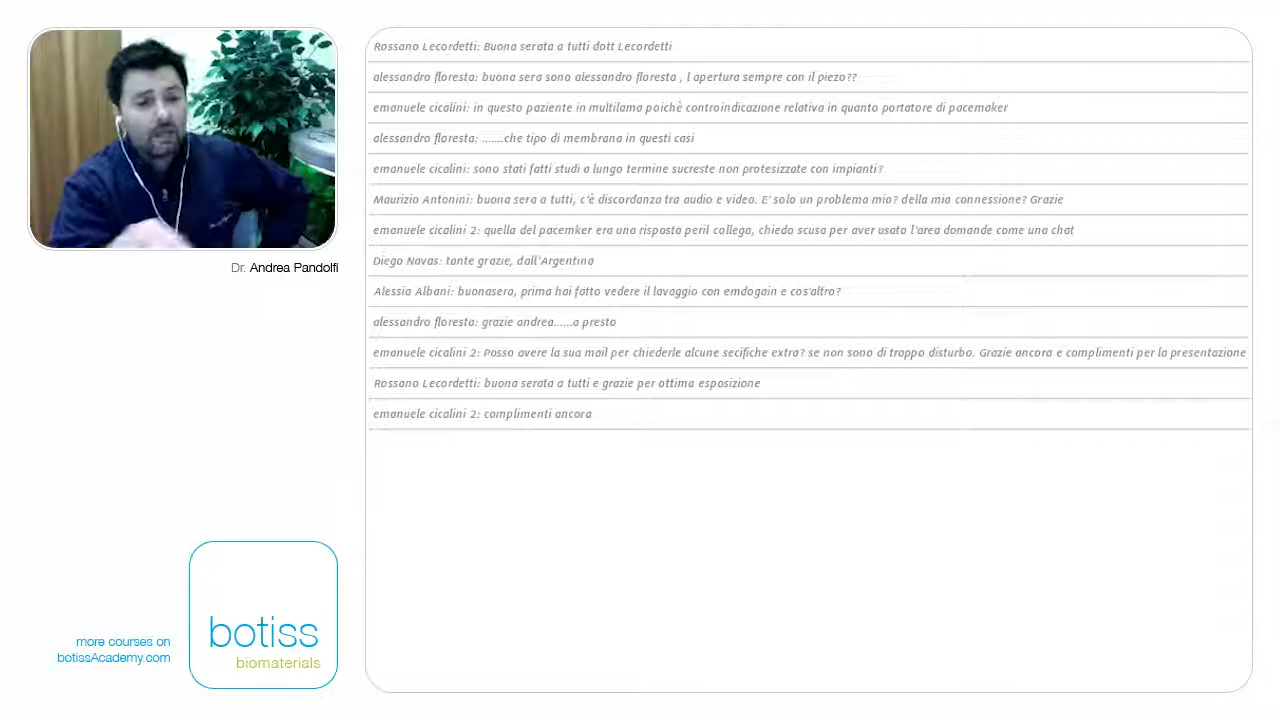 Dr. Andrea Pandolfi
more courses on
botissAcademy.com
botiss
biomaterials
Rossano Lecordetti: Buona serata a tutti dott Lecordetti
alessandro floresta: buona sera sono alessandro floresta , l apertura sempre con il piezo??
emanuele cicalini: in questo paziente in multilama poichè controindicazione relativa in quanto portatore di pacemaker
alessandro floresta: .......che tipo di membrana in questi casi
emanuele cicalini: sono stati fatti studi a lungo termine sucreste non protesizzate con impianti?
Maurizio Antonini: buona sera a tutti, c'è discordanza tra audio e video. E' solo un problema mio? della mia connessione? Grazie
emanuele cicalini 2: quella del pacemker era una risposta peril collega, chiedo scusa per aver usato l'area domande come una chat
Diego Navas: tante grazie, dall'Argentina
Alessia Albani: buonasera, prima hai fatto vedere il lavaggio con emdogain e cos'altro?
alessandro floresta: grazie andrea......a presto
emanuele cicalini 2: Posso avere la sua mail per chiederle alcune secifiche extra? se non sono di troppo disturbo. Grazie ancora e complimenti per la presentazione
Rossano Lecordetti: buona serata a tutti e grazie per ottima esposizione
emanuele cicalini 2: complimenti ancora